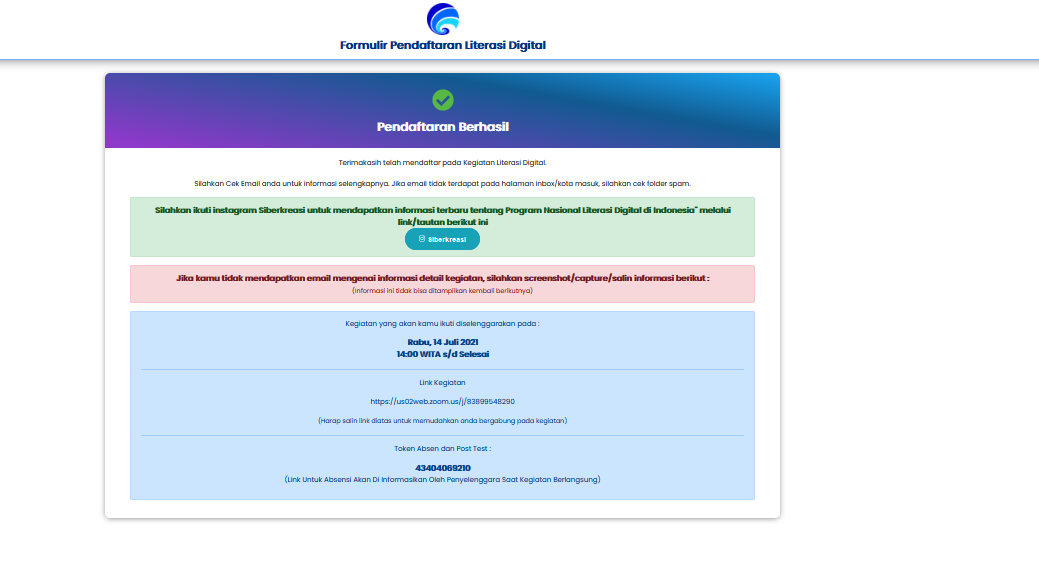 Formulir Pendaftaran Literasi Digital
Pendaftaran Berhasil
Terimakasih telah mendaftar pada Kegiatan Literasi Digital.
Silahkan Cek Email anda untuk informasi selengkapnya. Jika email tidak terdapat pada halaman inbox/kota masuk, silahkan cek folder spam.
Silahkan ikuti instagram Siberkreasi untuk mendapatkan informasi terbaru tentang Program Nasional Literasi Digital di Indonesia" melalui
link/tautan berikut ini
Siberkreasi
Jika kamu tidak mendapatkan email mengenai informasi detail kegiatan, silahkan screenshot/capture/salin informasi berikut :
(informasi ini tidak bisa ditampilkan kembali berikutnya)
Kegiatan yang akan kamu ikuti diselenggarakan pada :
Rabu, 14 Juli 2021
14:00 WITA s/d Selesai
Link Kegiatan
https://us02web.zoom.us/j/83899548290
(Harap salin link diatas untuk memudahkan anda bergabung pada kegiatan)
Token Absen dan Post Test :
43404069210
(Link Untuk Absensi Akan Di Informasikan Oleh Penyelenggara Saat Kegiatan Berlangsung)